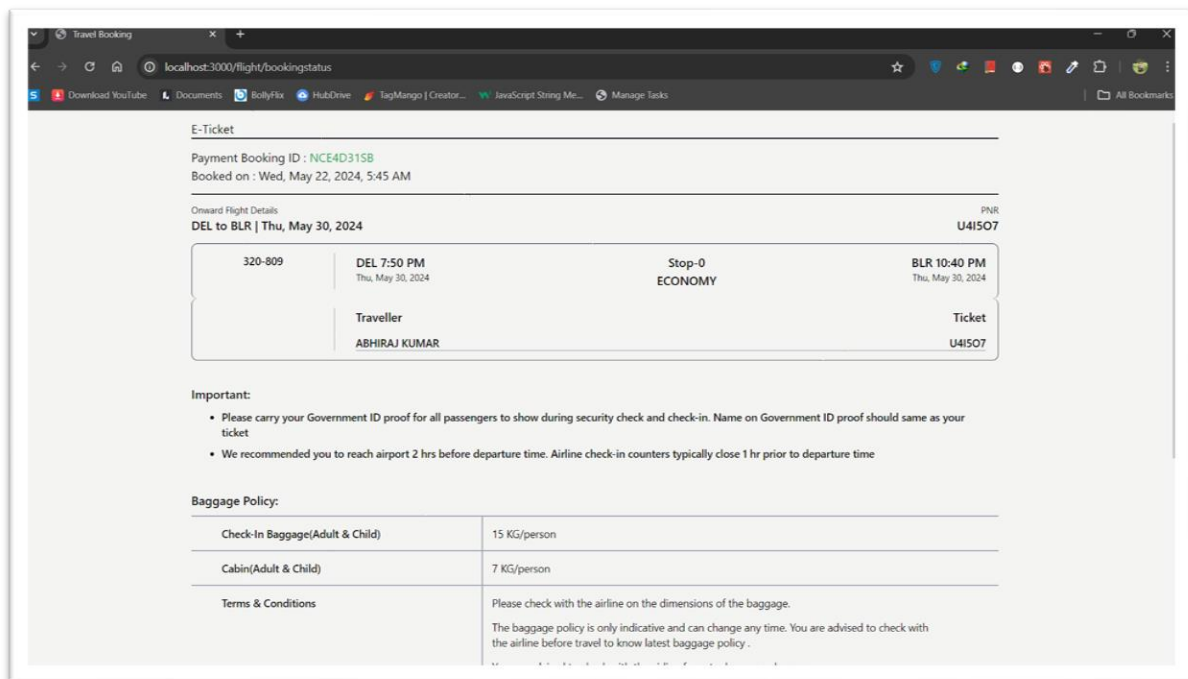 Travel Booking
localhost:3000/flight/bookingstatus
Download YouTube
Documents
BollyFlix
HubDrive
TagMango | Creator...
JavaScript String Me...
Manage Tasks
All Bookmarks
E-Ticket
Payment Booking ID : NCE4D31SB
Booked on : Wed, May 22, 2024, 5:45 AM
Onward Flight Details
PNR
DEL to BLR | Thu, May 30, 2024
U4I5O7
320-809
DEL 7:50 PM
Stop-0
BLR 10:40 PM
Thu, May 30, 2024
ECONOMY
Thu, May 30, 2024
Traveller
Ticket
ABHIRAJ KUMAR
U4I5O7
Important:
• Please carry your Government ID proof for all passengers to show during security check and check-in. Name on Government ID proof should same as your
ticket
• We recommended you to reach airport 2 hrs before departure time. Airline check-in counters typically close 1 hr prior to departure time
Baggage Policy:
Check-In Baggage(Adult & Child)
15 KG/person
Cabin(Adult & Child)
7 KG/person
Terms & Conditions
Please check with the airline on the dimensions of the baggage.
The baggage policy is only indicative and can change any time. You are advised to check with
the airline before travel to know latest baggage policy .